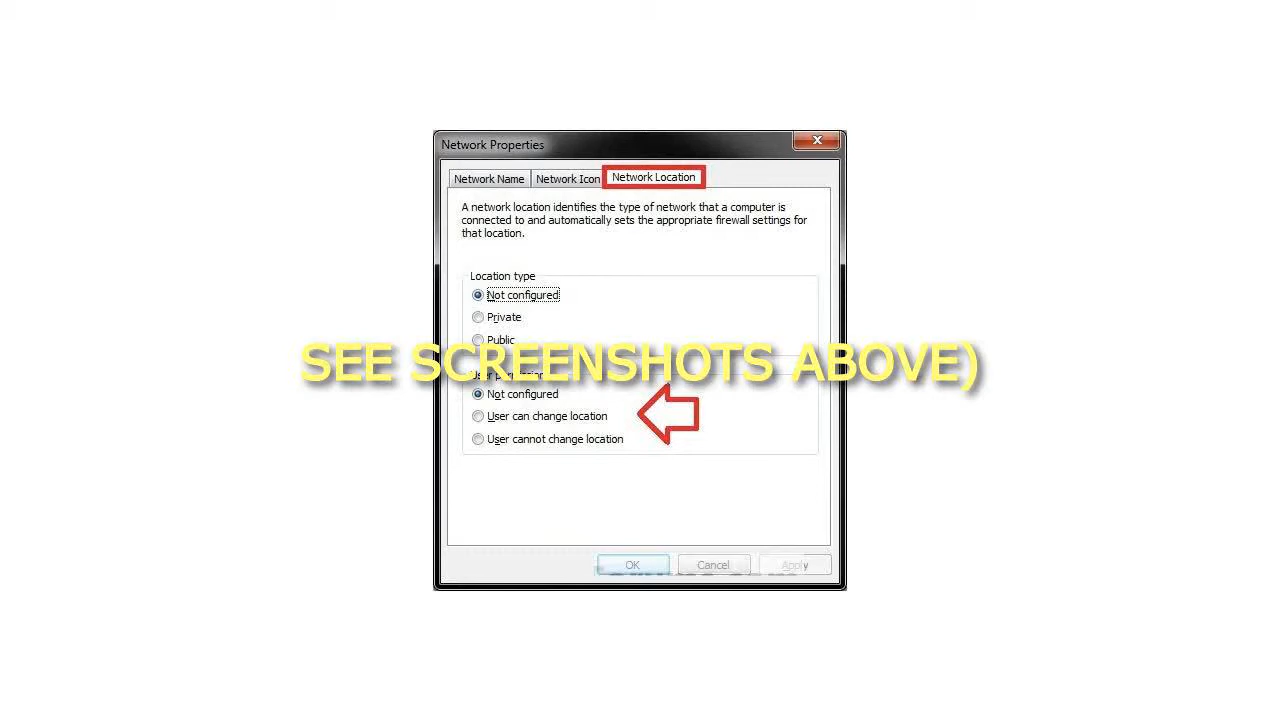 Network Properties
Network Name Network Icon Network Location
A network location identifies the type of network that a computer is
connected to and automatically sets the appropriate firewall settings for
that location.
Location type
Not configured
Private
Public
SEE SCREENSHOTS ABOVE)
User permission
Not configured
User can change location
User cannot change location
OK Cancel Apply